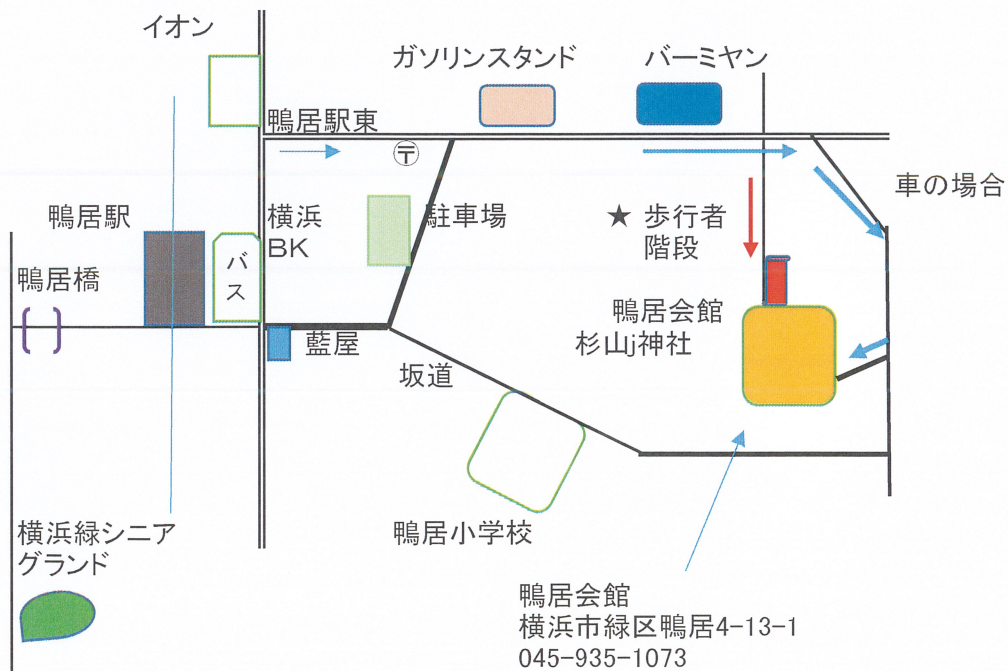 イオン
ガソリンスタンド
バーミヤン
鴨居駅東
〒
車の場合
鴨居駅
横浜
BK
駐車場
★ 歩行者
階段
バス
鴨居橋
鴨居会館
杉山j神社
藍屋
坂道
横浜緑シニア
グランド
鴨居小学校
鴨居会館
横浜市緑区鴨居4-13-1
045-935-1073